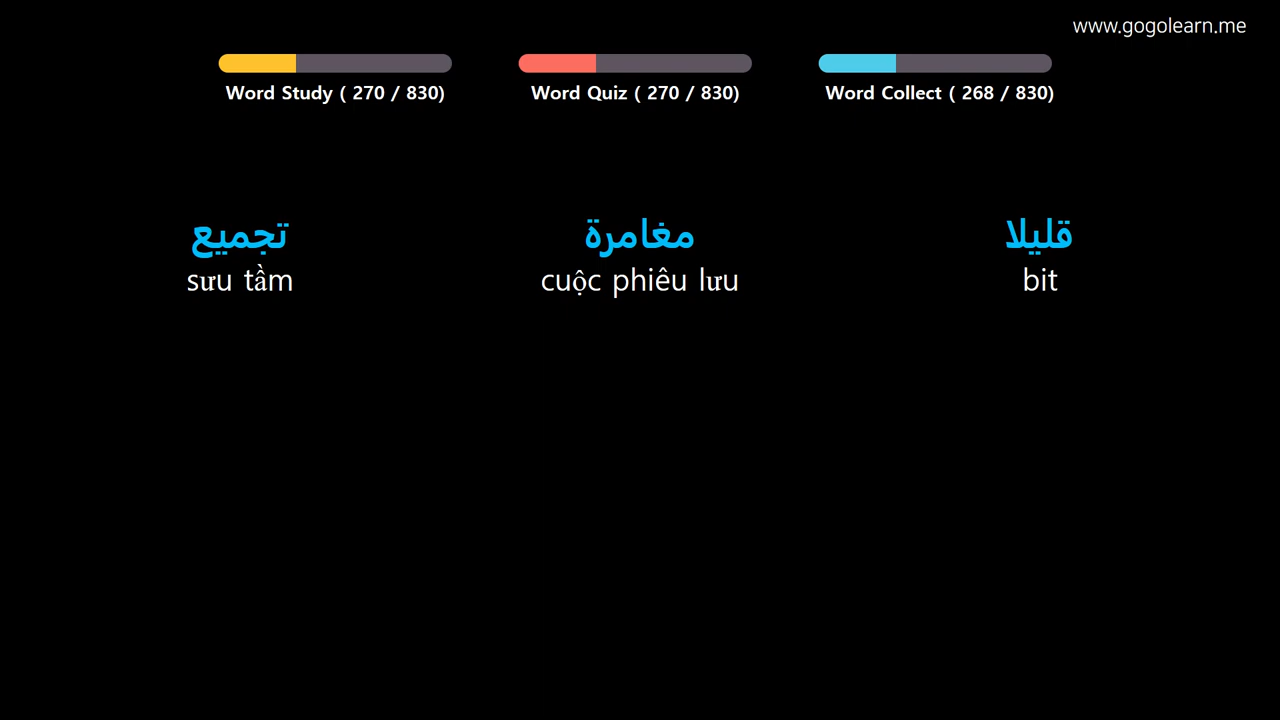 www.gogolearn.me
Word Study ( 270 / 830)
Word Quiz ( 270 / 830)
Word Collect ( 268 / 830)
تجميع
sưu tầm
مغامرة
cuộc phiêu lưu
قليلا
bit